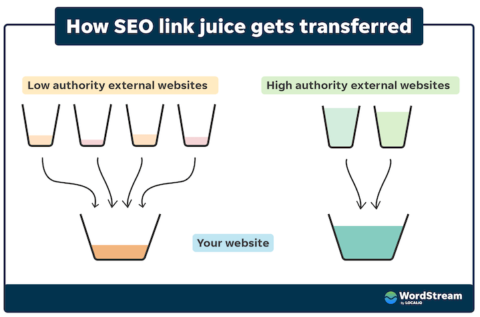 How SEO link juice gets transferred
Low authority external websites
High authority external websites
Your website
WordStream
by LOCALiQ